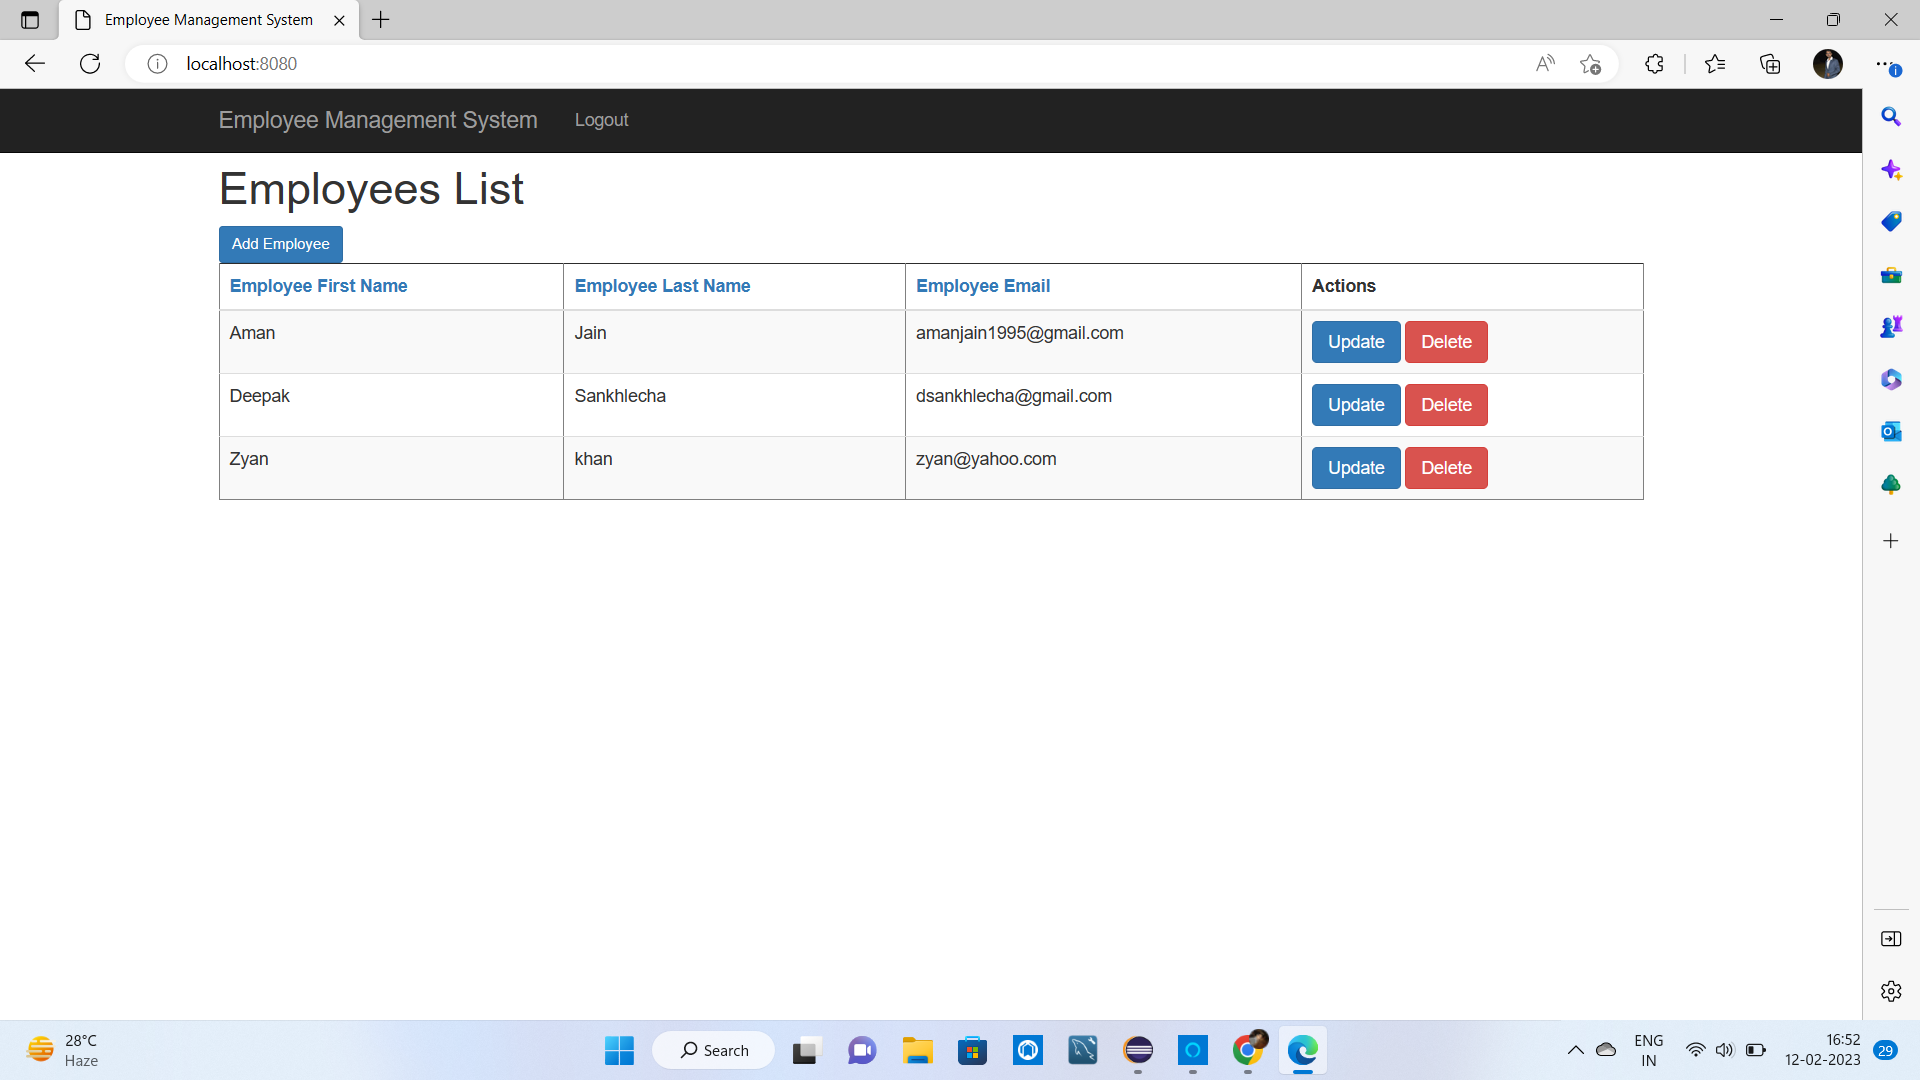 Employee Management System
localhost:8080
Employee Management System Logout
Employees List
Add Employee
Employee First Name Employee Last Name Employee Email Actions
Aman Jain amanjain1995@gmail.com Update Delete
Deepak Sankhlecha dsankhlecha@gmail.com Update Delete
Zyan khan zyan@yahoo.com Update Delete
28°C
Haze
Search
ENG
IN
16:52
12-02-2023
29